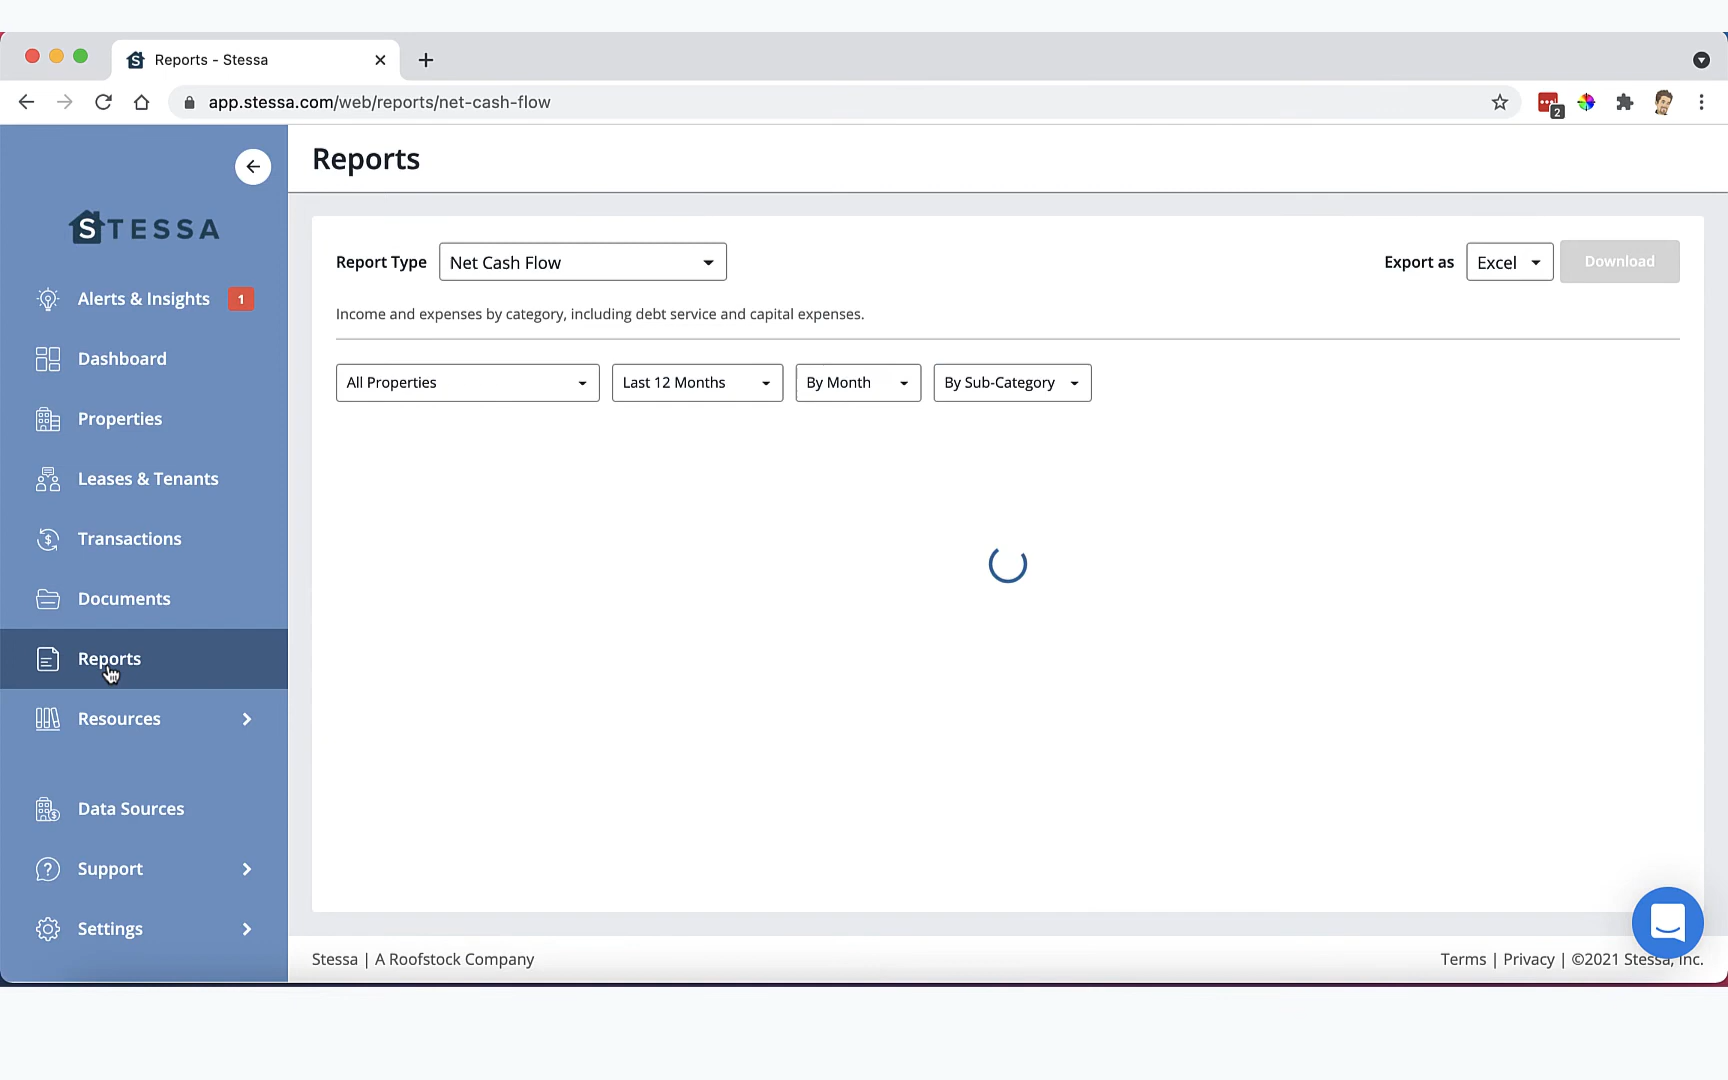 Reports - Stessa
app.stessa.com/web/reports/net-cash-flow
2
Reports
STESSA
Alerts & Insights 1
Dashboard
Properties
Leases & Tenants
Transactions
Documents
Reports
Resources
Data Sources
Support
Settings
Report Type Net Cash Flow
Export as Excel Download
Income and expenses by category, including debt service and capital expenses.
All Properties Last 12 Months By Month By Sub-Category
Stessa | A Roofstock Company
Terms | Privacy | ©2021 Stessa, Inc.